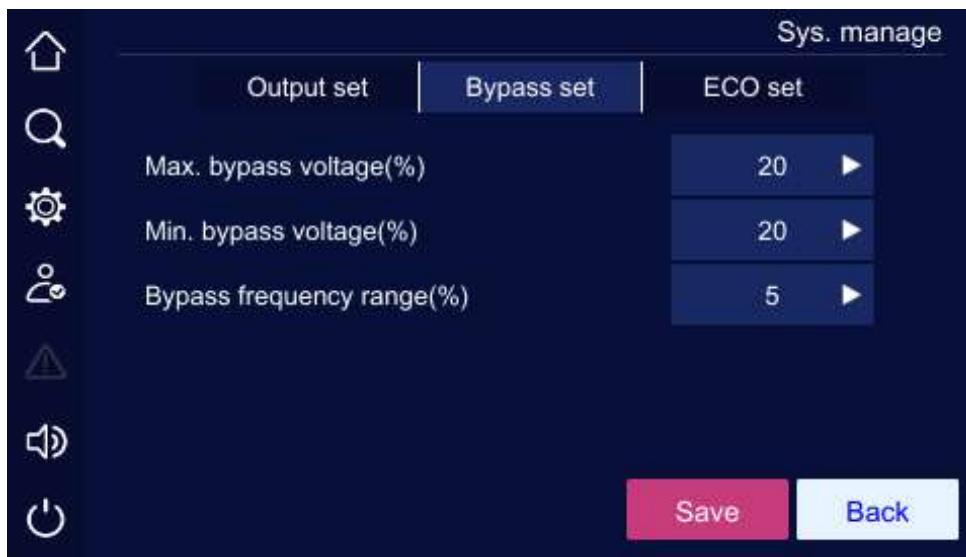 Sys. manage
Output set Bypass set ECO set
Max. bypass voltage(%) 20
Min. bypass voltage(%) 20
Bypass frequency range(%) 5
Save Back